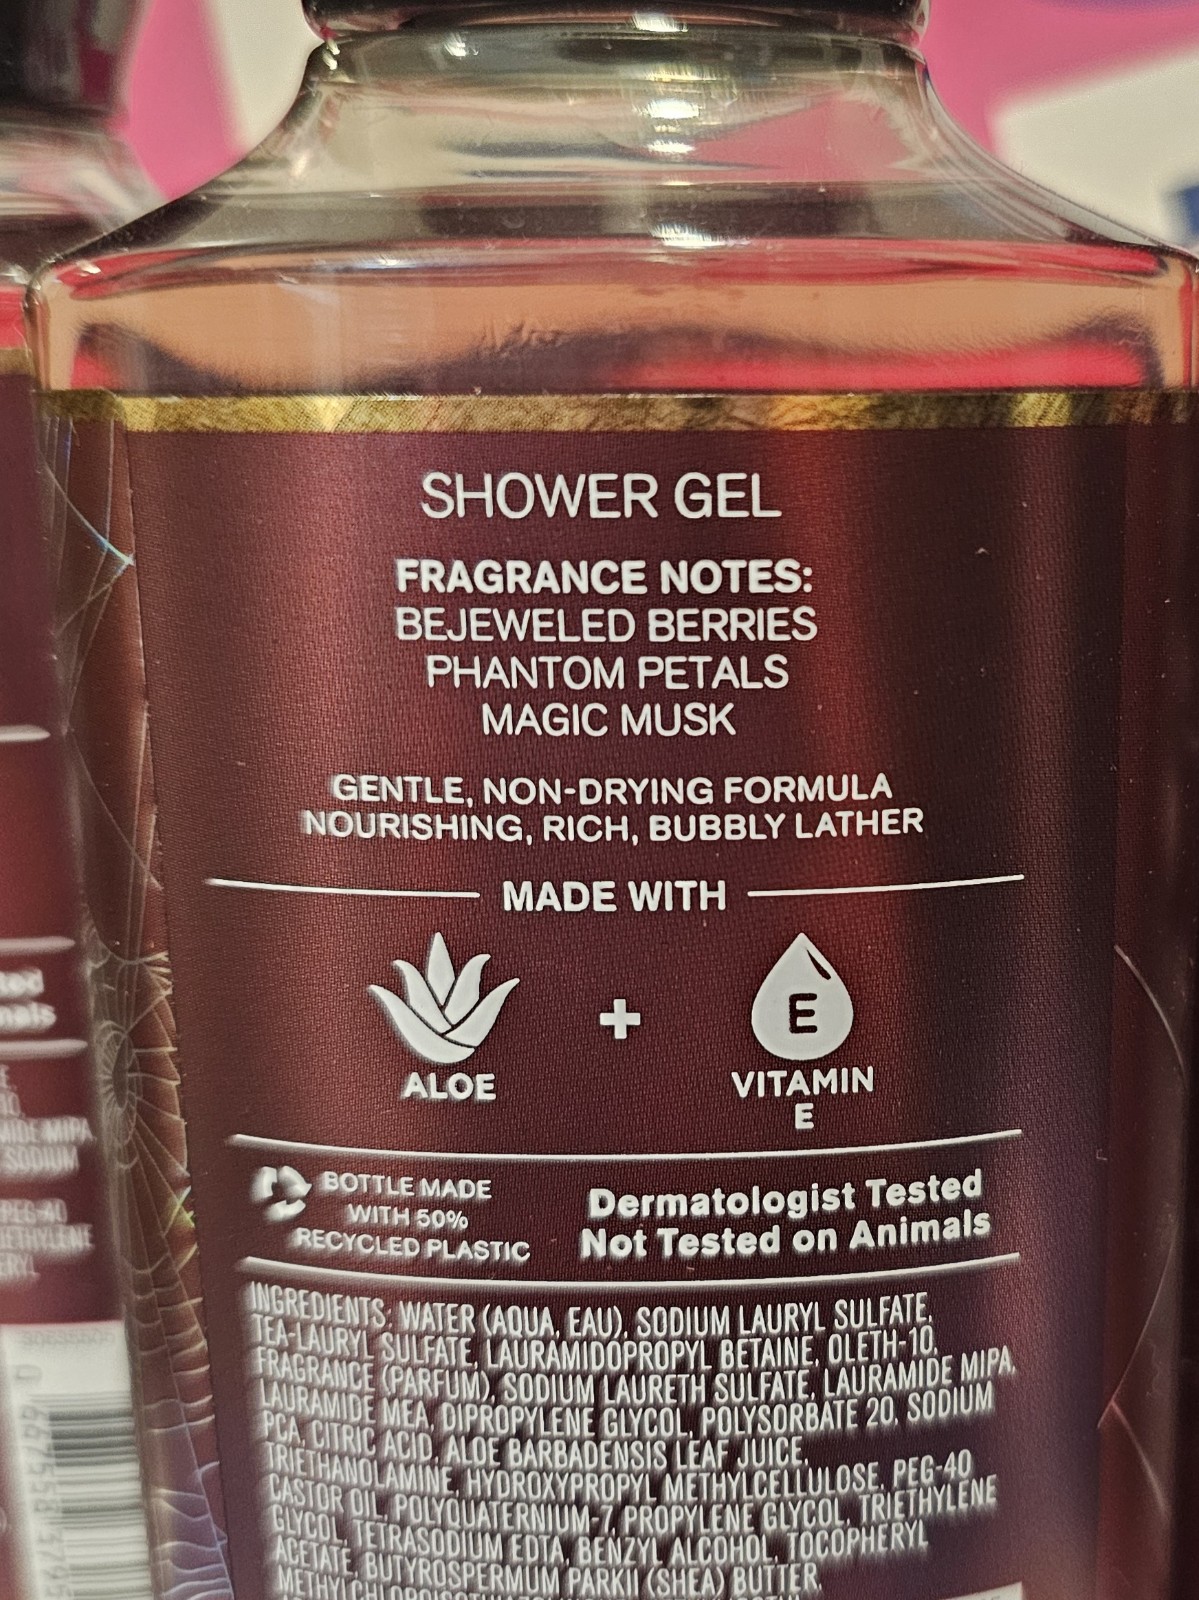 SHOWER GEL
FRAGRANCE NOTES:
BEJEWELED BERRIES
PHANTOM PETALS
MAGIC MUSK
GENTLE, NON-DRYING FORMULA
NOURISHING, RICH, BUBBLY LATHER
MADE WITH
ALOE
+
E
VITAMIN
E
BOTTLE MADE
WITH 50%
RECYCLED PLASTIC
Dermatologist Tested
Not Tested on Animals
INGREDIENTS: WATER (AQUA, EAU), SODIUM LAURYL SULFATE,
TEA-LAURYL SULFATE, LAURAMIDOPROPYL BETAINE, OLETH-10,
FRAGRANCE (PARFUM), SODIUM LAURETH SULFATE, LAURAMIDE MIPA,
LAURAMIDE MEA, DIPROPYLENE GLYCOL, POLYSORBATE 20, SODIUM
PCA, CITRIC ACID, ALOE BARBADENSIS LEAF JUICE,
TRIETHANOLAMINE, HYDROXYPROPYL METHYLCELLULOSE, PEG-40
CASTOR OIL, POLYQUATERNIUM-7, PROPYLENE GLYCOL, TRIETHYLENE
GLYCOL, TETRASODIUM EDTA, BENZYL ALCOHOL, TOCOPHERYL
ACETATE, BUTYROSPERMUM PARKII (SHEA) BUTTER,